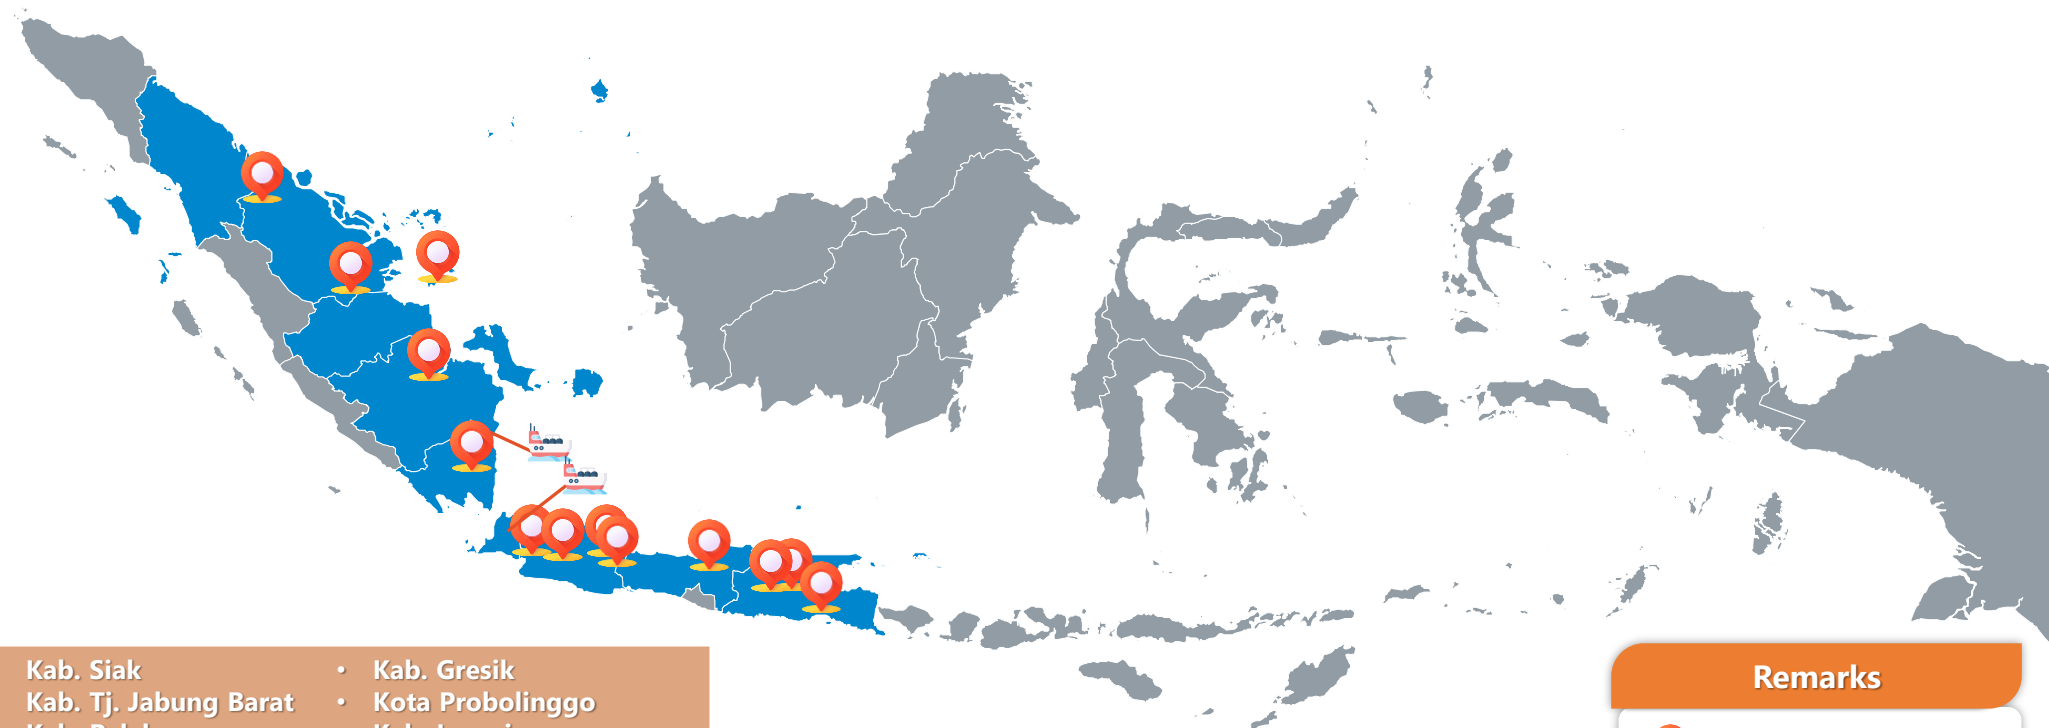 Kab. Siak
Kab. Tj. Jabung Barat
• Kab. Gresik
• Kota Probolinggo
Remarks